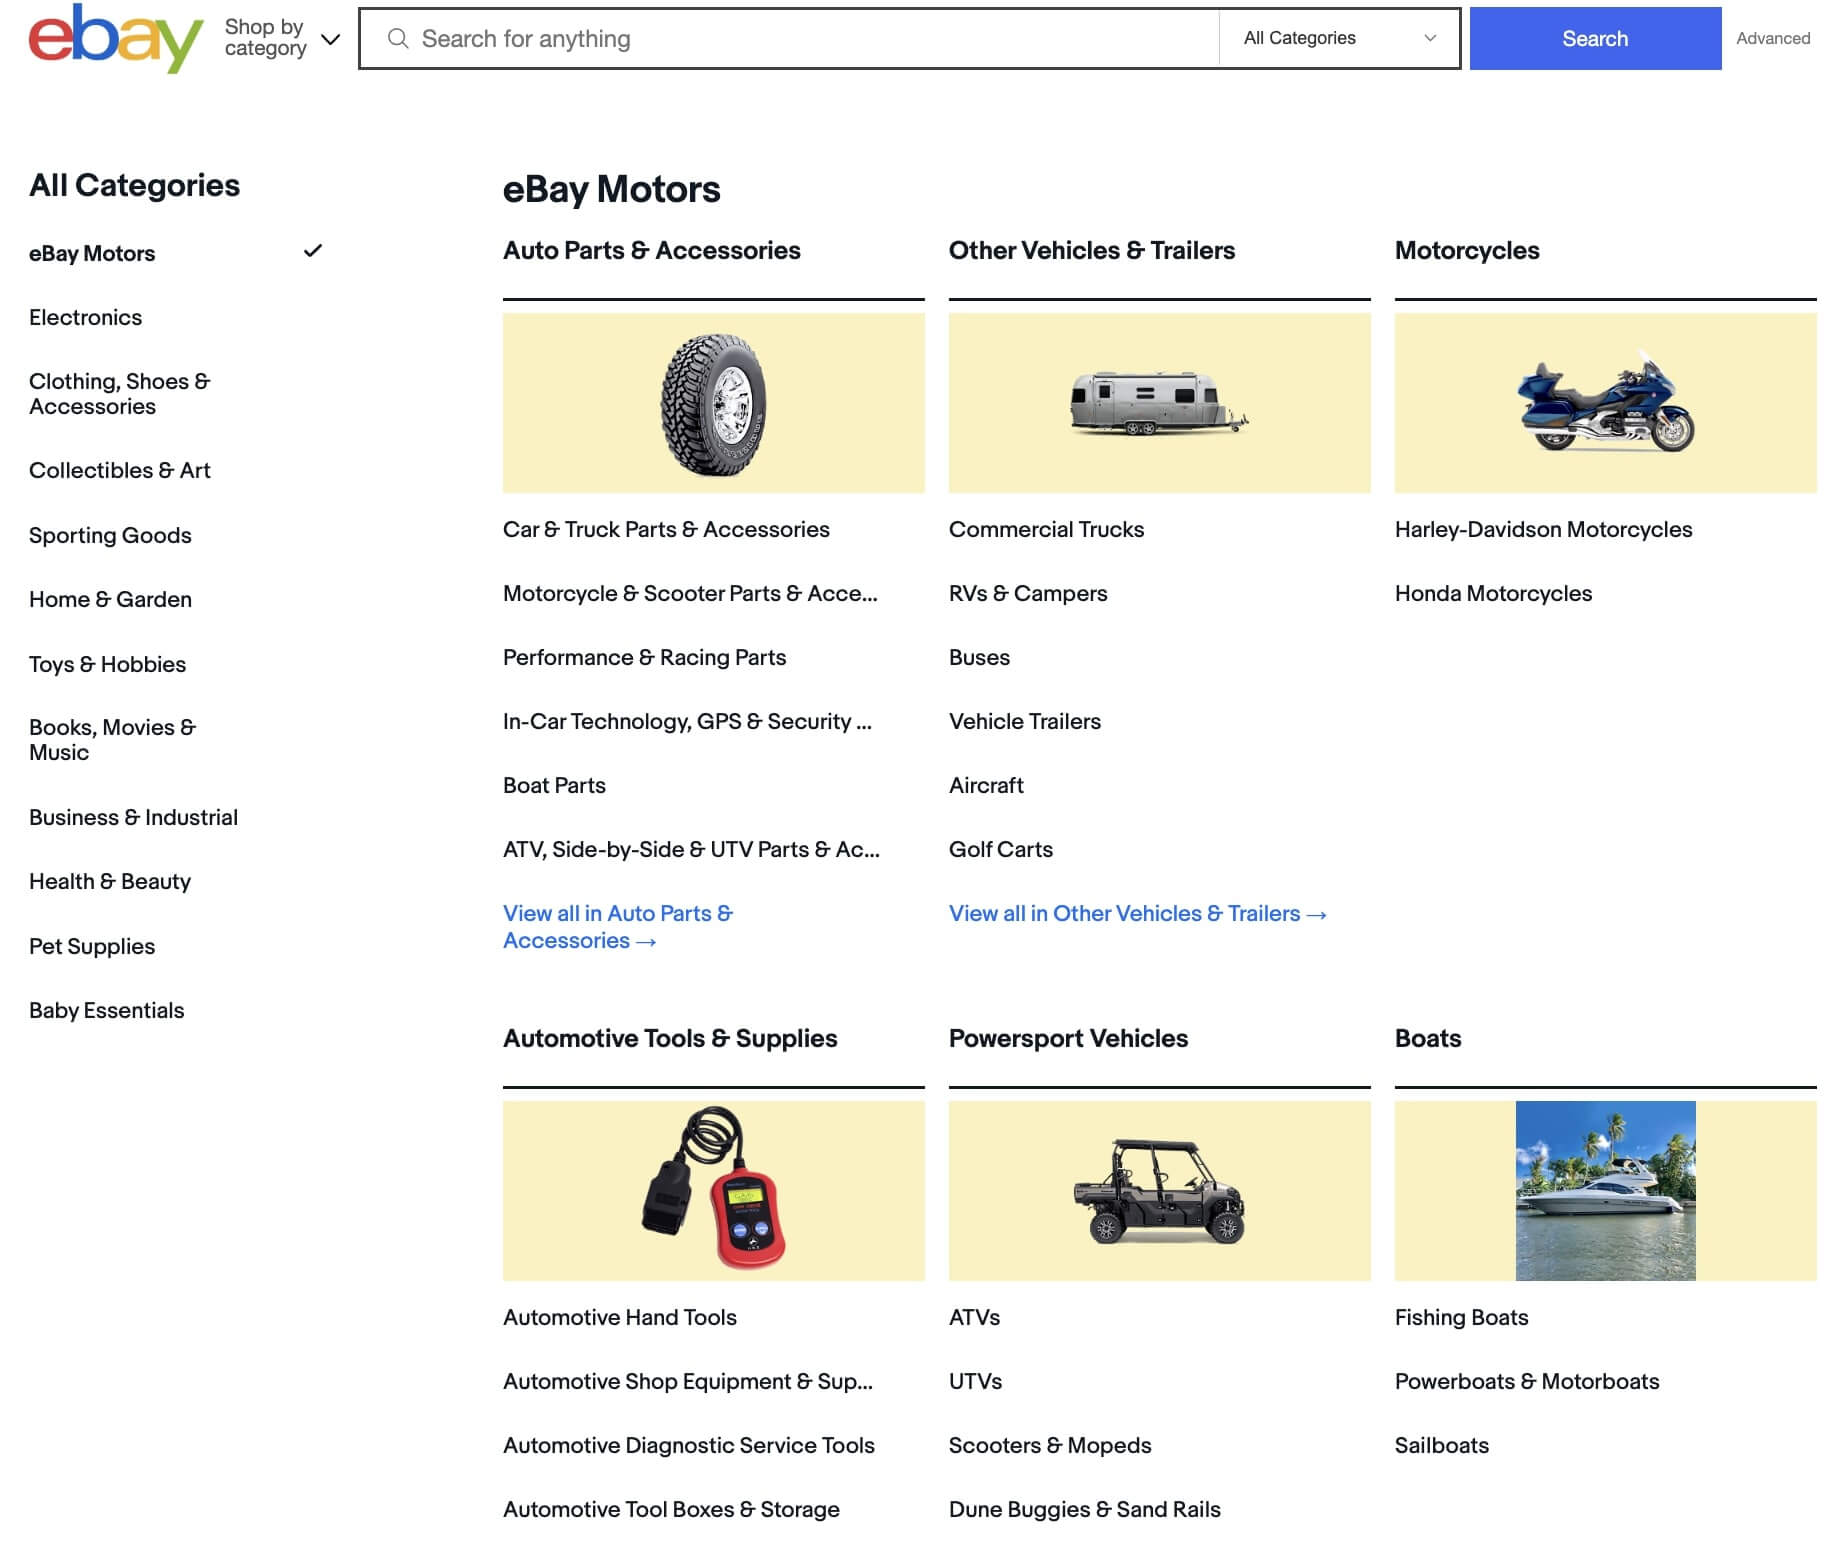 ebay
Shop by
category
Search for anything
All Categories
Search
Advanced
All Categories
eBay Motors
Electronics
Clothing, Shoes &
Accessories
Collectibles & Art
Sporting Goods
Home & Garden
Toys & Hobbies
Books, Movies &
Music
Business & Industrial
Health & Beauty
Pet Supplies
Baby Essentials
eBay Motors
Auto Parts & Accessories
Car & Truck Parts & Accessories
Motorcycle & Scooter Parts & Acce...
Performance & Racing Parts
In-Car Technology, GPS & Security ...
Boat Parts
ATV, Side-by-Side & UTV Parts & Ac...
View all in Auto Parts &
Accessories →
Other Vehicles & Trailers
Commercial Trucks
RVs & Campers
Buses
Vehicle Trailers
Aircraft
Golf Carts
View all in Other Vehicles & Trailers →
Motorcycles
Harley-Davidson Motorcycles
Honda Motorcycles
Automotive Tools & Supplies
Automotive Hand Tools
Automotive Shop Equipment & Sup...
Automotive Diagnostic Service Tools
Automotive Tool Boxes & Storage
Powersport Vehicles
ATVs
UTVs
Scooters & Mopeds
Dune Buggies & Sand Rails
Boats
Fishing Boats
Powerboats & Motorboats
Sailboats